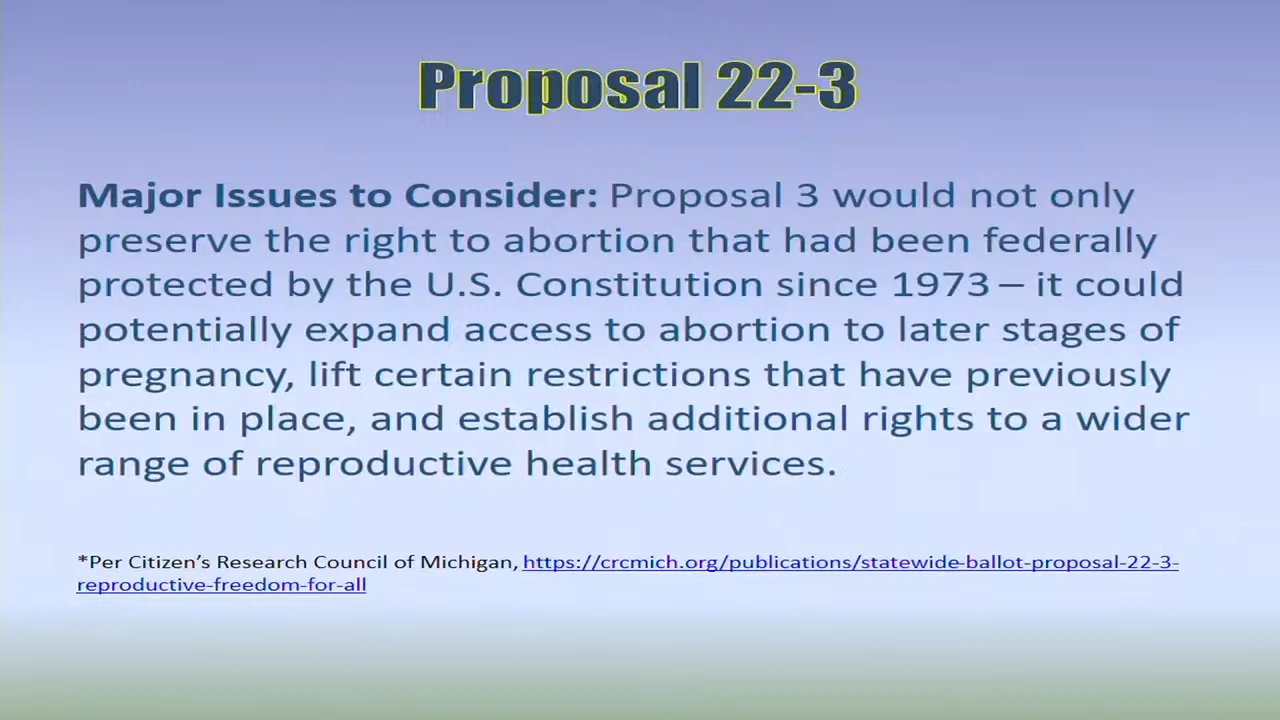 Proposal 22-3
Major Issues to Consider: Proposal 3 would not only
preserve the right to abortion that had been federally
protected by the U.S. Constitution since 1973 – it could
potentially expand access to abortion to later stages of
pregnancy, lift certain restrictions that have previously
been in place, and establish additional rights to a wider
range of reproductive health services.
*Per Citizen’s Research Council of Michigan, https://crcmich.org/publications/statewide-ballot-proposal-22-3-
reproductive-freedom-for-all